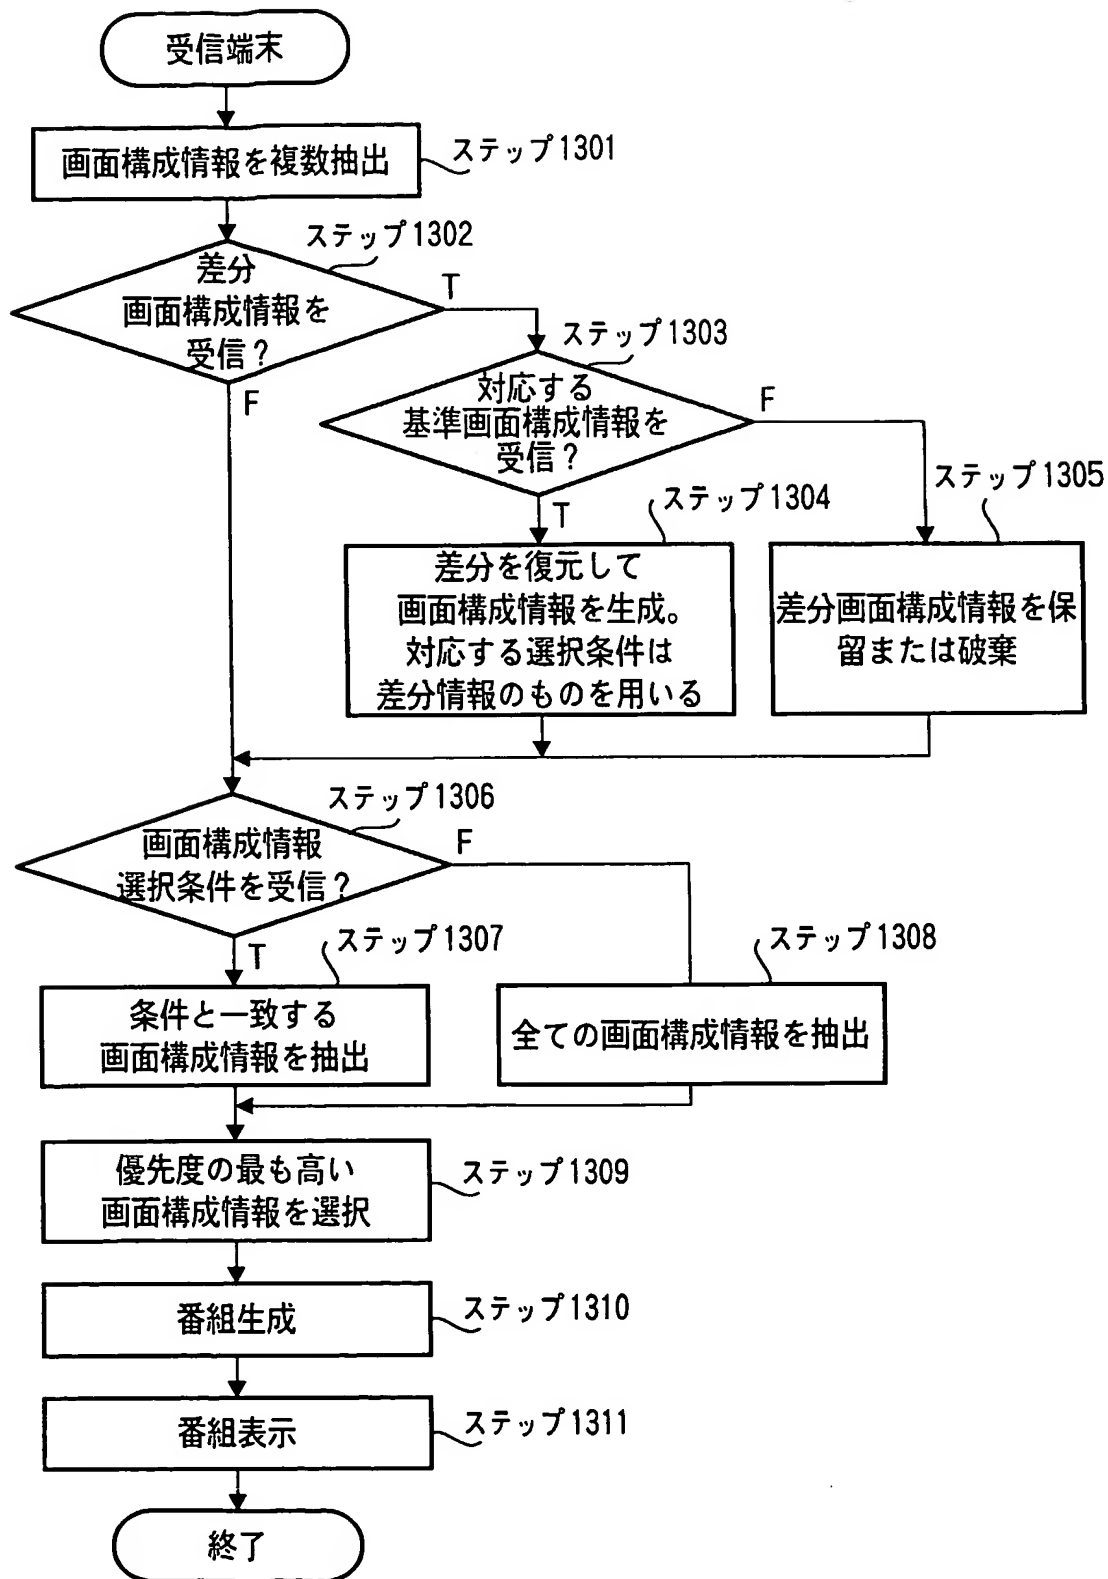 受信端末
画面構成情報を複数抽出
ステップ1301
ステップ1302
差分
画面構成情報を
受信?
T
F
ステップ1303
対応する
基準画面構成情報を
受信?
F
T
ステップ1304
ステップ1305
差分を復元して
画面構成情報を生成。
対応する選択条件は
差分情報のものを用いる
差分画面構成情報を保
留または破棄
ステップ1306
画面構成情報
選択条件を受信?
F
T
ステップ1307
ステップ1308
条件と一致する
画面構成情報を抽出
全ての画面構成情報を抽出
優先度の最も高い
画面構成情報を選択
ステップ1309
番組生成
ステップ1310
番組表示
ステップ1311
終了